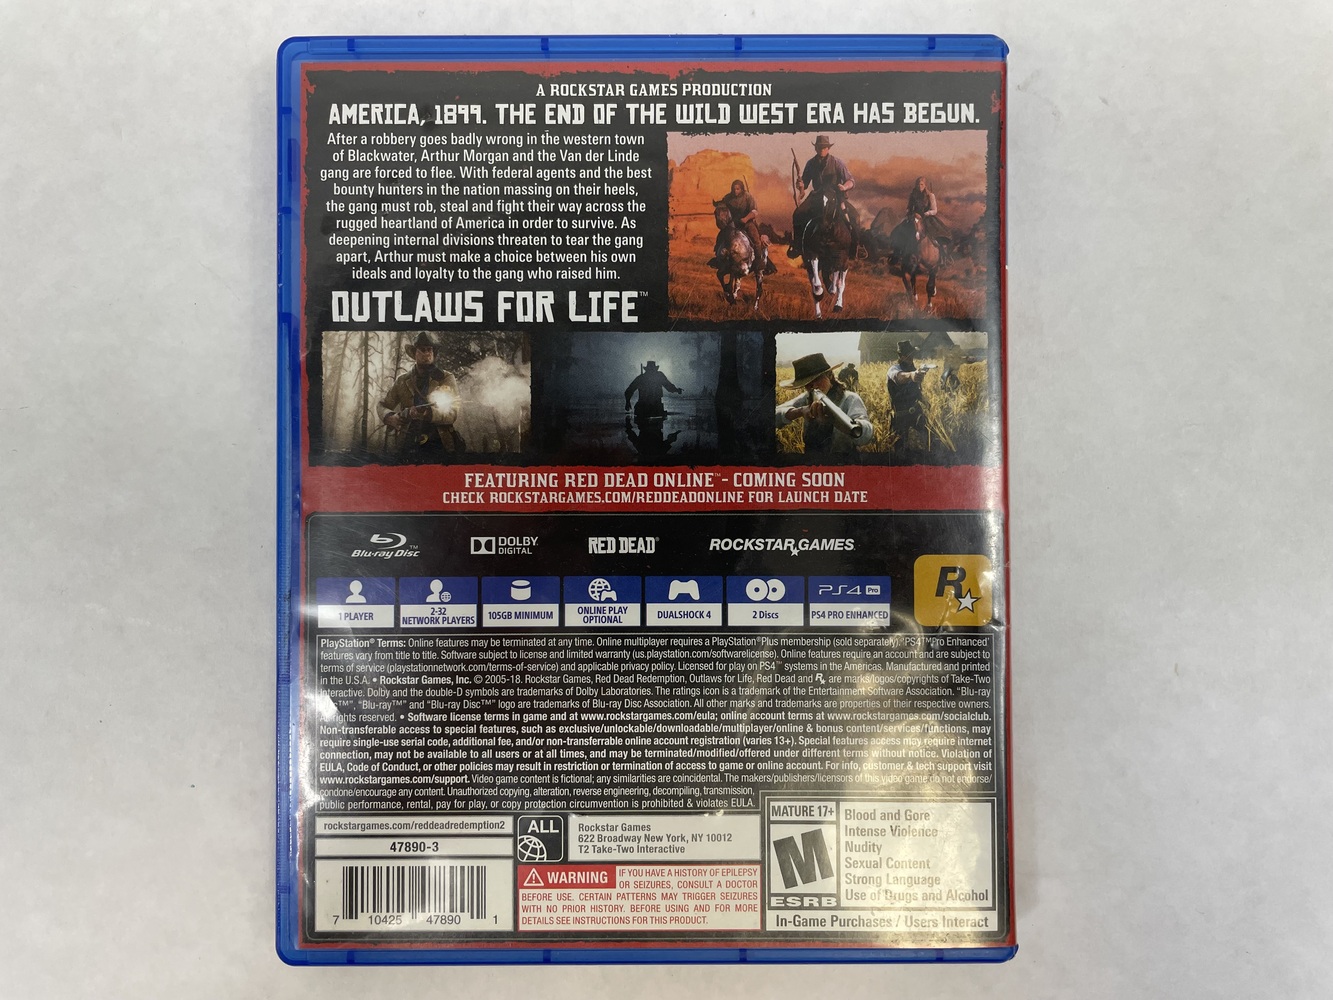 A ROCKSTAR GAMES PRODUCTION
AMERICA, 1899. THE END OF THE WILD WEST ERA HAS BEGUN.
After a robbery goes badly wrong in the western town
of Blackwater, Arthur Morgan and the Van der Linde
gang are forced to flee. With federal agents and the best
bounty hunters in the nation massing on their heels,
the gang must rob, steal and fight their way across the
rugged heartland of America in order to survive. As
deepening internal divisions threaten to tear the gang
apart, Arthur must make a choice between his own
ideals and loyalty to the gang who raised him.
OUTLAWS FOR LIFE™
FEATURING RED DEAD ONLINE™ - COMING SOON
CHECK ROCKSTARGAMES.COM/REDDEADONLINE FOR LAUNCH DATE
Blu-ray Disc™
DOLBY DIGITAL
RED DEAD®
ROCKSTAR GAMES
R
1 PLAYER
2-32 NETWORK PLAYERS
105GB MINIMUM
ONLINE PLAY OPTIONAL
DUALSHOCK 4
2 Discs
PS4 Pro
PS4 PRO ENHANCED
PlayStation® Terms: Online features may be terminated at any time. Online multiplayer requires a PlayStation®Plus membership (sold separately). 'PS4™Pro Enhanced'
features vary from title to title. Software subject to license and limited warranty (us.playstation.com/softwarelicense). Online features require an account and are subject to
terms of service (playstationnetwork.com/terms-of-service) and applicable privacy policy. Licensed for play on PS4™ systems in the Americas. Manufactured and printed
in the U.S.A. • Rockstar Games, Inc. © 2005-18. Rockstar Games, Red Dead Redemption, Outlaws for Life, Red Dead and R are marks/logos/copyrights of Take-Two
Interactive. Dolby and the double-D symbols are trademarks of Dolby Laboratories. The ratings icon is a trademark of the Entertainment Software Association. "Blu-ray
Disc™", "Blu-ray™" and "Blu-ray Disc™" logo are trademarks of Blu-ray Disc Association. All other marks and trademarks are properties of their respective owners.
All rights reserved. • Software license terms in game and at www.rockstargames.com/eula; online account terms at www.rockstargames.com/socialclub.
Non-transferable access to special features, such as exclusive/unlockable/downloadable/multiplayer/online & bonus content/services/functions, may
require single-use serial code, additional fee, and/or non-transferrable online account registration (varies 13+). Special features access may require internet
connection, may not be available to all users or at all times, and may be terminated/modified/offered under different terms without notice. Violation of
EULA, Code of Conduct, or other policies may result in restriction or termination of access to game or online account. For info, customer & tech support visit
www.rockstargames.com/support. Video game content is fictional; any similarities are coincidental. The makers/publishers/licensors of this video game do not endorse/
condone/encourage any content. Unauthorized copying, alteration, reverse engineering, decompiling, transmission,
public performance, rental, pay for play, or copy protection circumvention is prohibited & violates EULA.
rockstargames.com/reddeadredemption2
47890-3
7 10425 47890 1
ALL
Rockstar Games
622 Broadway New York, NY 10012
T2 Take-Two Interactive
WARNING IF YOU HAVE A HISTORY OF EPILEPSY
OR SEIZURES, CONSULT A DOCTOR
BEFORE USE. CERTAIN PATTERNS MAY TRIGGER SEIZURES
WITH NO PRIOR HISTORY. BEFORE USING AND FOR MORE
DETAILS SEE INSTRUCTIONS FOR THIS PRODUCT.
MATURE 17+
M
ESRB
Blood and Gore
Intense Violence
Nudity
Sexual Content
Strong Language
Use of Drugs and Alcohol
In-Game Purchases / Users Interact